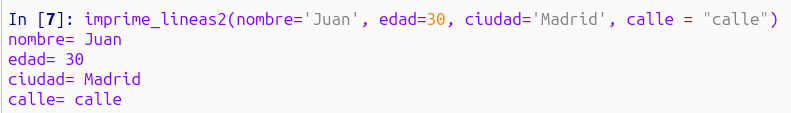 In [7]: imprime_lineas2(nombre='Juan', edad=30, ciudad='Madrid', calle = "calle")
nombre= Juan
edad= 30
ciudad= Madrid
calle= calle